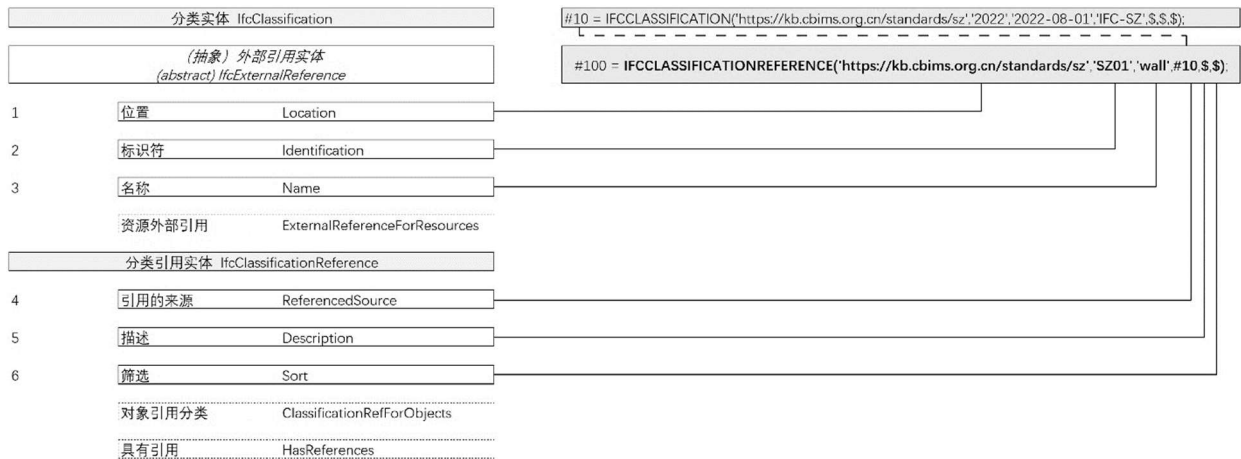 分类实体 IfcClassification
#10 = IFCCLASSIFICATION('https://kb.cbims.org.cn/standards/sz','2022','2022-08-01','IFC-SZ',$,$,$);
（抽象）外部引用实体
(abstract) IfcExternalReference
#100 = IFCCLASSIFICATIONREFERENCE('https://kb.cbims.org.cn/standards/sz','SZ01','wall',#10,$,$);
1 位置 Location
2 标识符 Identification
3 名称 Name
资源外部引用 ExternalReferenceForResources
分类引用实体 IfcClassificationReference
4 引用的来源 ReferencedSource
5 描述 Description
6 筛选 Sort
对象引用分类 ClassificationRefForObjects
具有引用 HasReferences